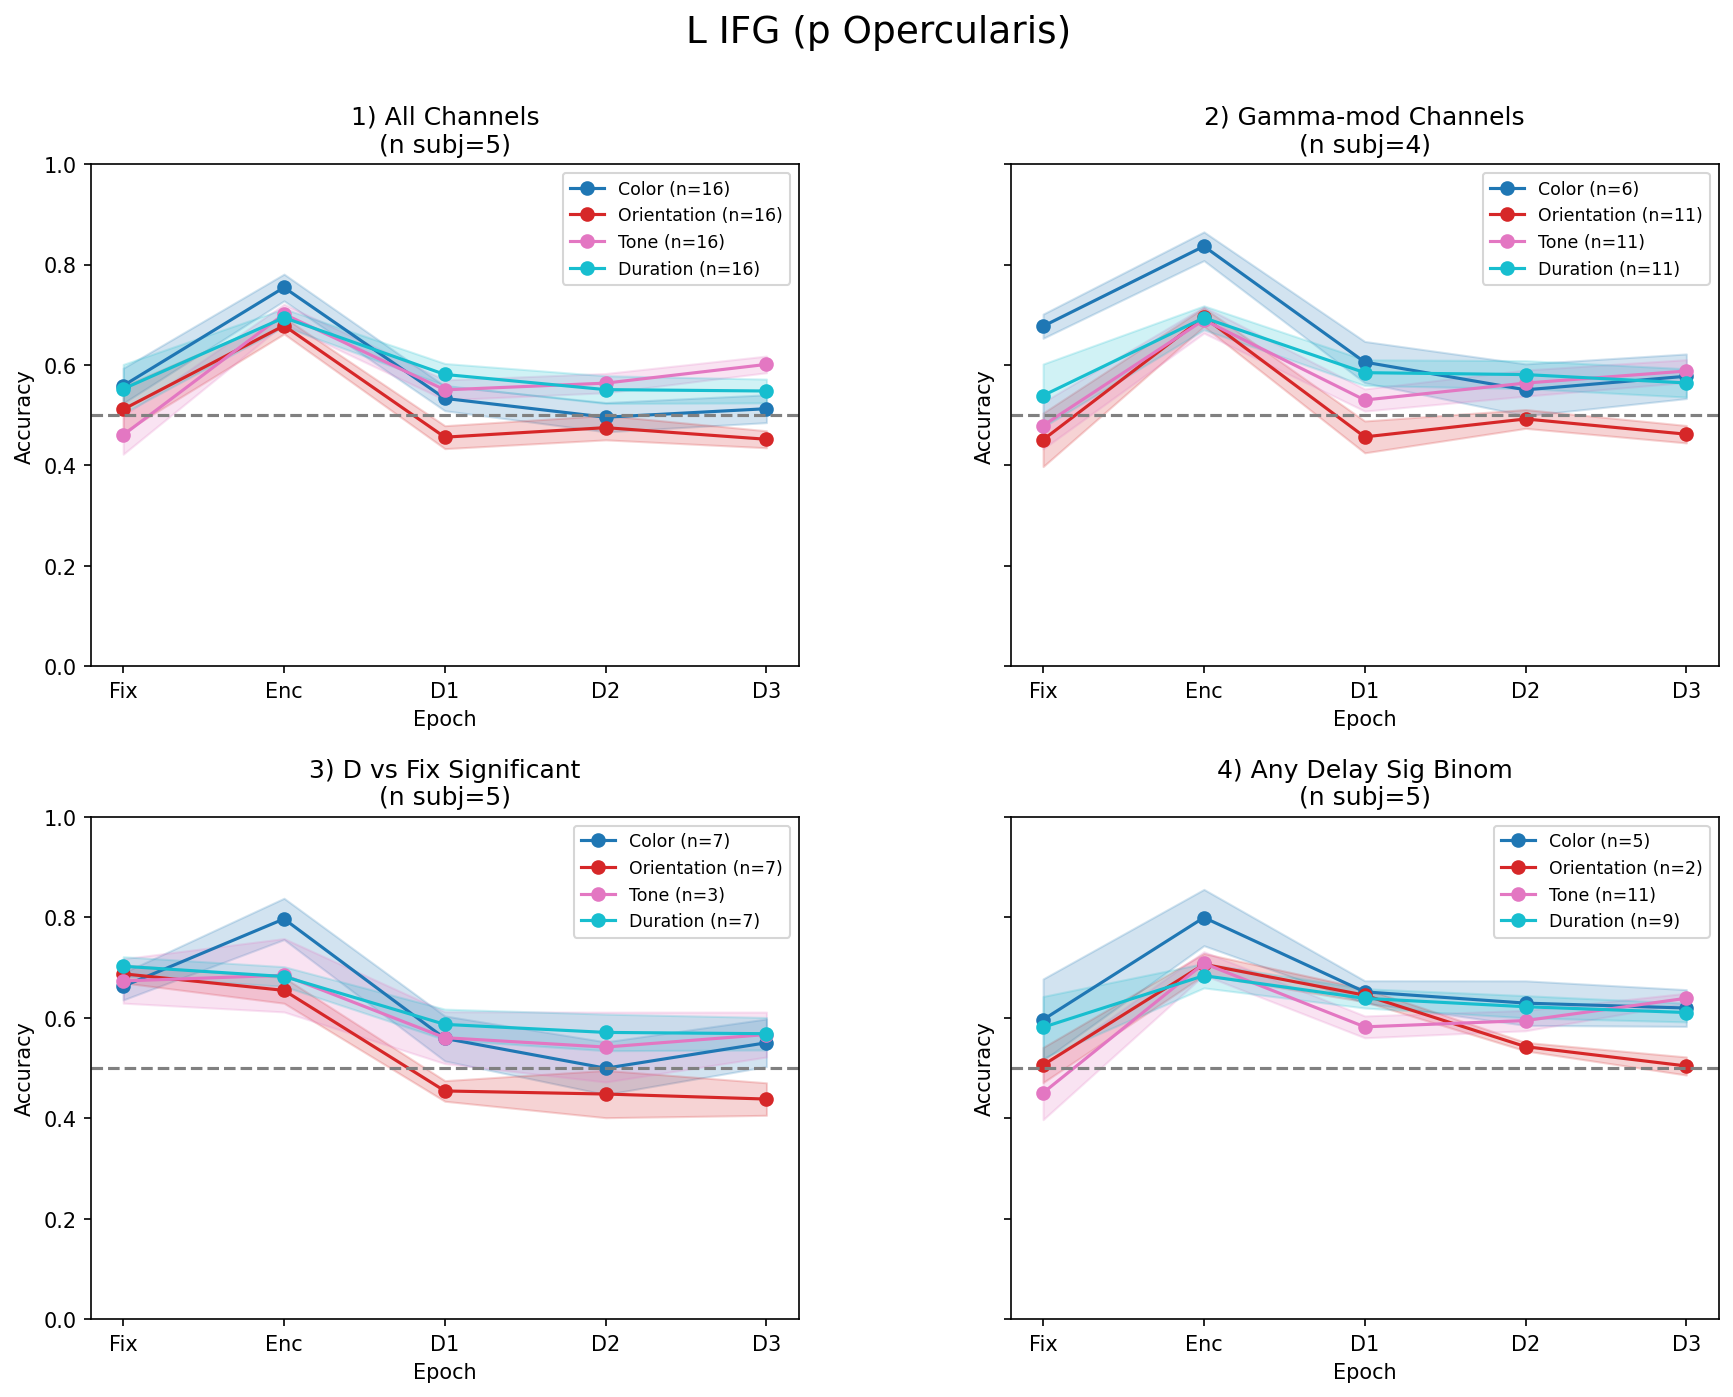 L IFG (p Opercularis)
1) All Channels
(n subj=5)
Accuracy
1.0
0.8
0.6
0.4
0.2
0.0
Color (n=16)
Orientation (n=16)
Tone (n=16)
Duration (n=16)
Fix Enc D1 D2 D3
Epoch
2) Gamma-mod Channels
(n subj=4)
Accuracy
Color (n=6)
Orientation (n=11)
Tone (n=11)
Duration (n=11)
Fix Enc D1 D2 D3
Epoch
3) D vs Fix Significant
(n subj=5)
Accuracy
1.0
0.8
0.6
0.4
0.2
0.0
Color (n=7)
Orientation (n=7)
Tone (n=3)
Duration (n=7)
Fix Enc D1 D2 D3
Epoch
4) Any Delay Sig Binom
(n subj=5)
Accuracy
Color (n=5)
Orientation (n=2)
Tone (n=11)
Duration (n=9)
Fix Enc D1 D2 D3
Epoch